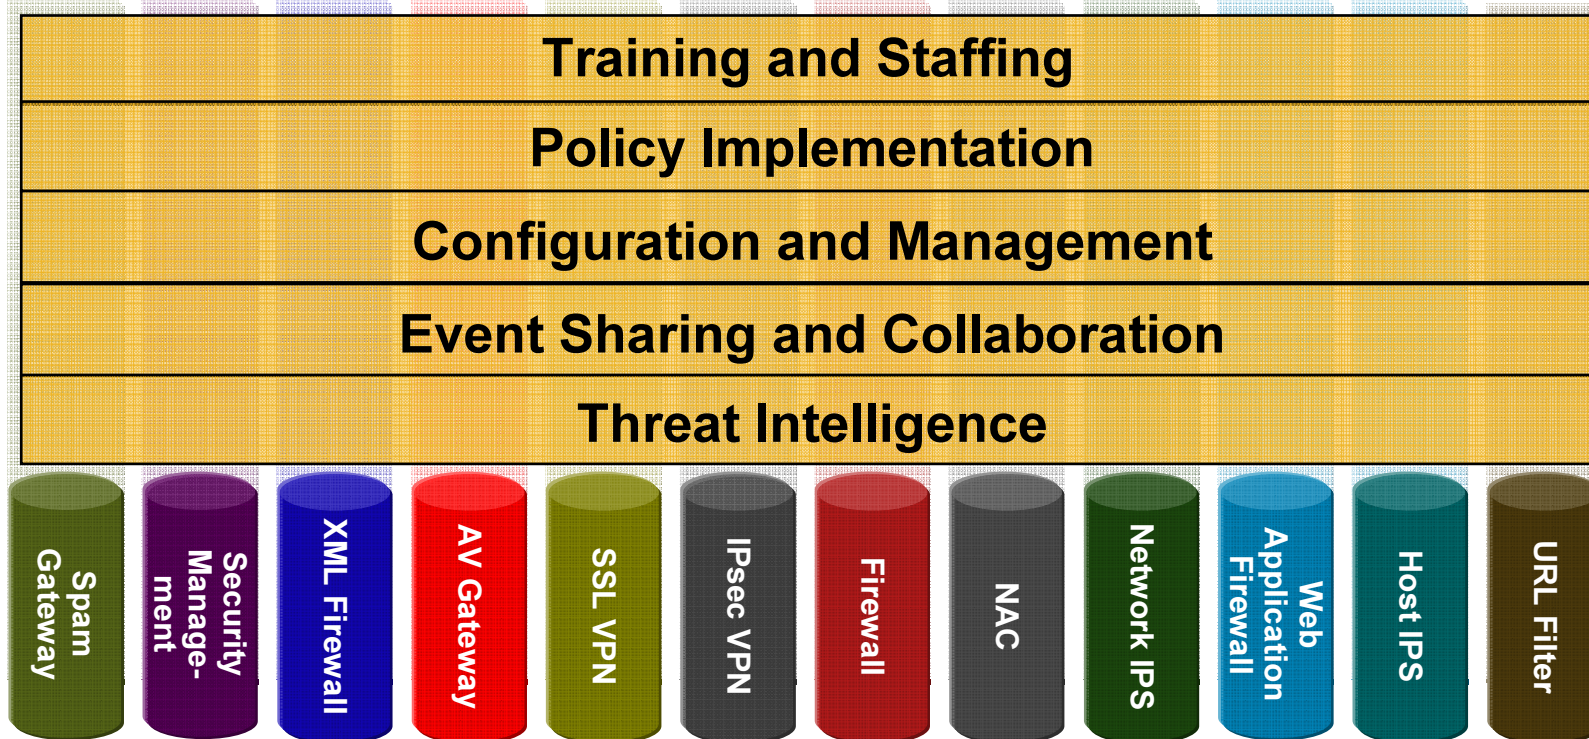 Training and Staffing
Policy Implementation
Configuration and Management
Event Sharing and Collaboration
Threat Intelligence
Spam
Gateway
Security
Manage-
ment
XML Firewall
AV Gateway
SSL VPN
IPsec VPN
Firewall
NAC
Network IPS
Web
Application
Firewall
Host IPS
URL Filter